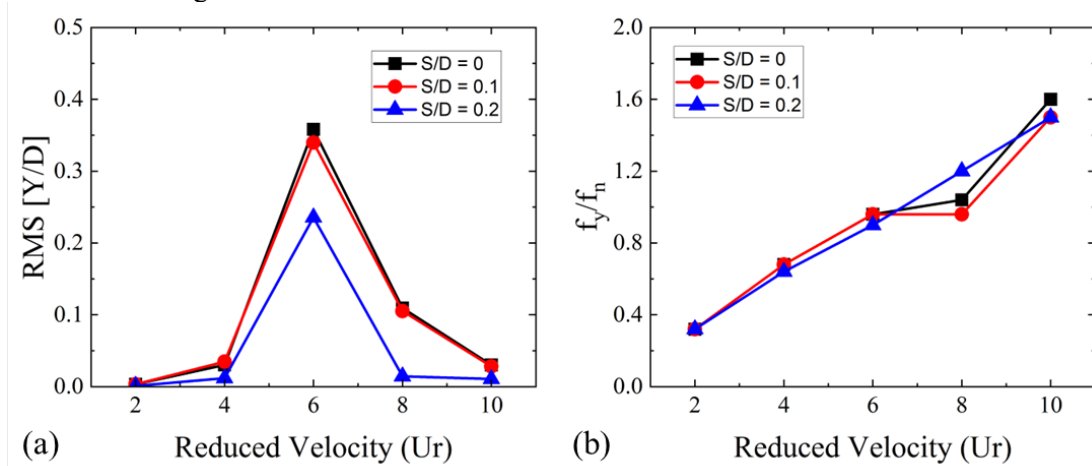 0.5
0.4
0.3
0.2
0.1
0.0
RMS [Y/D]
S/D = 0
S/D = 0.1
S/D = 0.2
2 4 6 8 10
Reduced Velocity (Ur)
(a)
2.0
1.6
1.2
0.8
0.4
0.0
f_y/f_n
S/D = 0
S/D = 0.1
S/D = 0.2
2 4 6 8 10
Reduced Velocity (Ur)
(b)